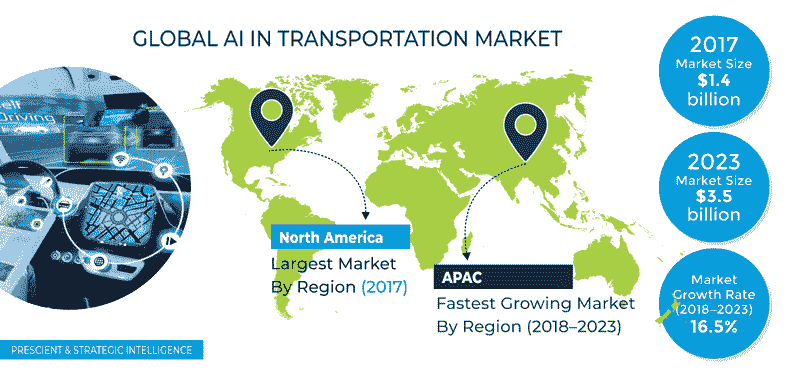 GLOBAL AI IN TRANSPORTATION MARKET
Self
Driving
North America
Largest Market
By Region (2017)
APAC
Fastest Growing Market
By Region (2018–2023)
2017
Market Size
$1.4
billion
2023
Market Size
$3.5
billion
Market
Growth Rate
(2018–2023)
16.5%
PRESCIENT & STRATEGIC INTELLIGENCE